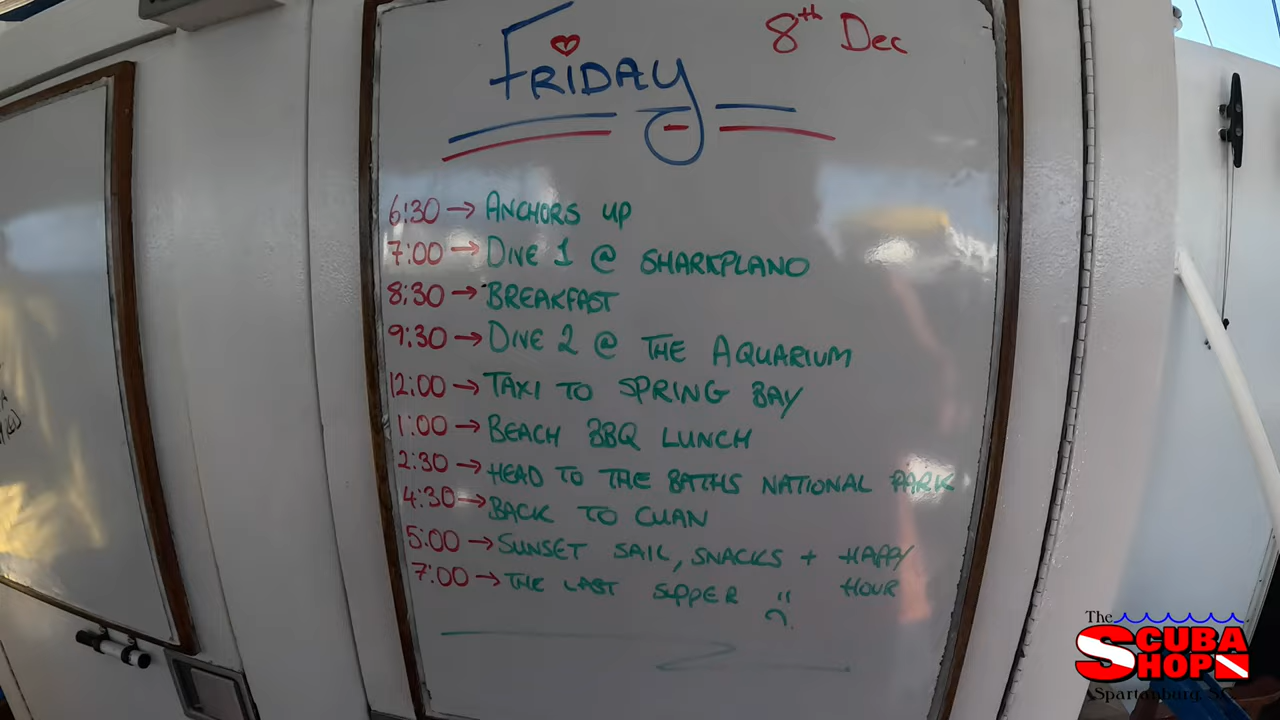 FRIDAY
8th Dec
6:30 → ANCHORS UP
7:00 → DIVE 1 @ SHARKPLANO
8:30 → BREAKFAST
9:30 → DIVE 2 @ THE AQUARIUM
12:00 → TAXI TO SPRING BAY
1:00 → BEACH BBQ LUNCH
2:30 → HEAD TO THE BATHS NATIONAL PARK
4:30 → BACK TO CUAN
5:00 → SUNSET SAIL, SNACKS + HAPPY
HOUR
7:00 → THE LAST SUPPER
The
SCUBA
SHOP
Spartanburg, SC